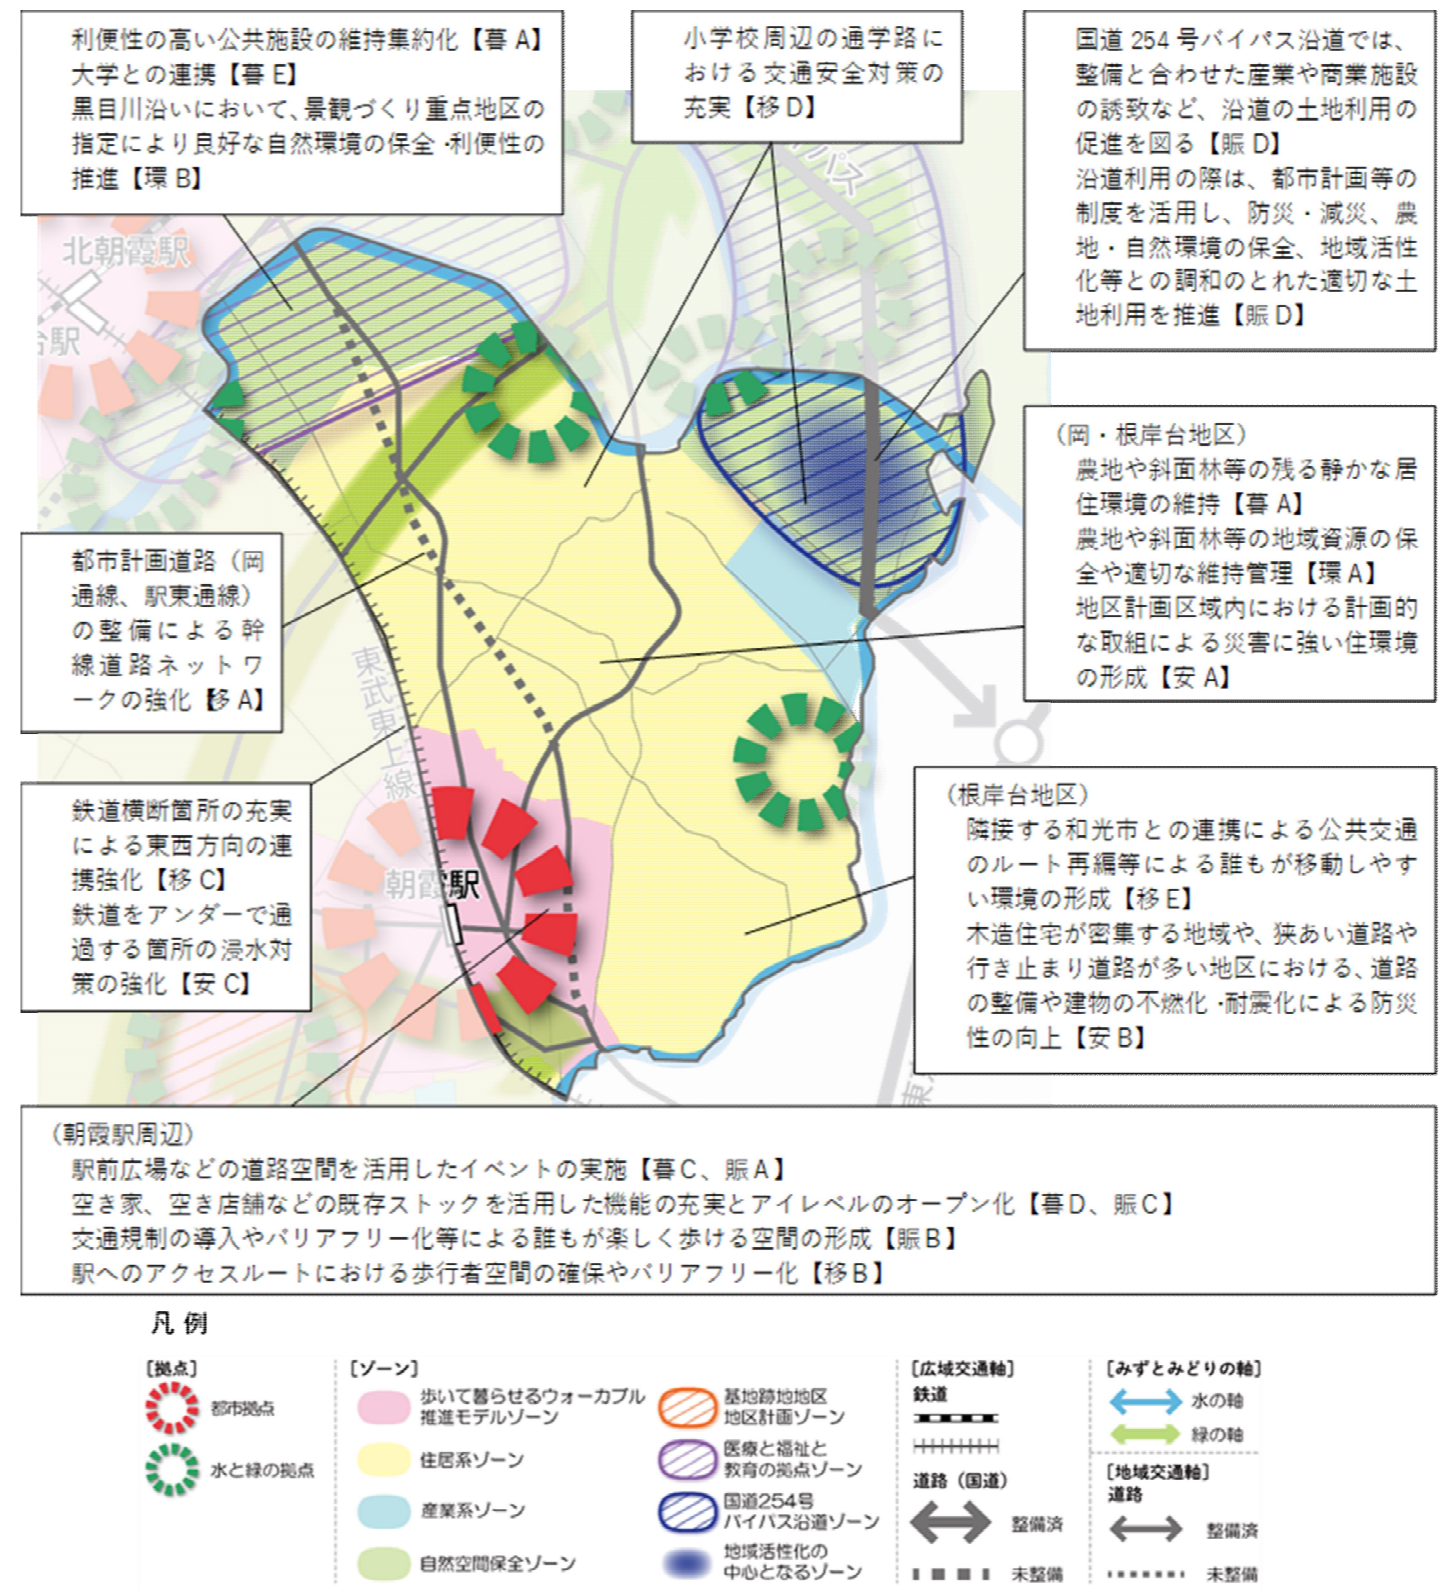 利便性の高い公共施設の維持集約化【暮A】
大学との連携【暮E】
黒目川沿いにおいて、景観づくり重点地区の
指定により良好な自然環境の保全・利便性の
推進【環B】
小学校周辺の通学路に
おける交通安全対策の
充実【移D】
国道254号バイパス沿道では、
整備と合わせた産業や商業施設
の誘致など、沿道の土地利用の
促進を図る【賑D】
沿道利用の際は、都市計画等の
制度を活用し、防災・減災、農
地・自然環境の保全、地域活性
化等との調和のとれた適切な土
地利用を推進【賑D】
北朝霞駅
台駅
パス
（岡・根岸台地区）
農地や斜面林等の残る静かな居
住環境の維持【暮A】
農地や斜面林等の地域資源の保
全や適切な維持管理【環A】
地区計画区域内における計画的
な取組による災害に強い住環境
の形成【安A】
都市計画道路（岡
通線、駅東通線）
の整備による幹
線道路ネットワ
ークの強化【移A】
東武東上線
鉄道横断箇所の充実
による東西方向の連
携強化【移C】
鉄道をアンダーで通
過する箇所の浸水対
策の強化【安C】
朝霞駅
（根岸台地区）
隣接する和光市との連携による公共交通
のルート再編等による誰もが移動しやす
い環境の形成【移E】
木造住宅が密集する地域や、狭あい道路や
行き止まり道路が多い地区における、道路
の整備や建物の不燃化・耐震化による防災
性の向上【安B】
東
（朝霞駅周辺）
駅前広場などの道路空間を活用したイベントの実施【暮C、賑A】
空き家、空き店舗などの既存ストックを活用した機能の充実とアイレベルのオープン化【暮D、賑C】
交通規制の導入やバリアフリー化等による誰もが楽しく歩ける空間の形成【賑B】
駅へのアクセスルートにおける歩行者空間の確保やバリアフリー化【移B】
凡例
[拠点]
都市拠点
水と緑の拠点
[ゾーン]
歩いて暮らせるウォーカブル
推進モデルゾーン
住居系ゾーン
産業系ゾーン
自然空間保全ゾーン
基地跡地地区
地区計画ゾーン
医療と福祉と
教育の拠点ゾーン
国道254号
バイパス沿道ゾーン
地域活性化の
中心となるゾーン
[広域交通軸]
鉄道
道路（国道）
整備済
未整備
[みずとみどりの軸]
水の軸
緑の軸
[地域交通軸]
道路
整備済
未整備